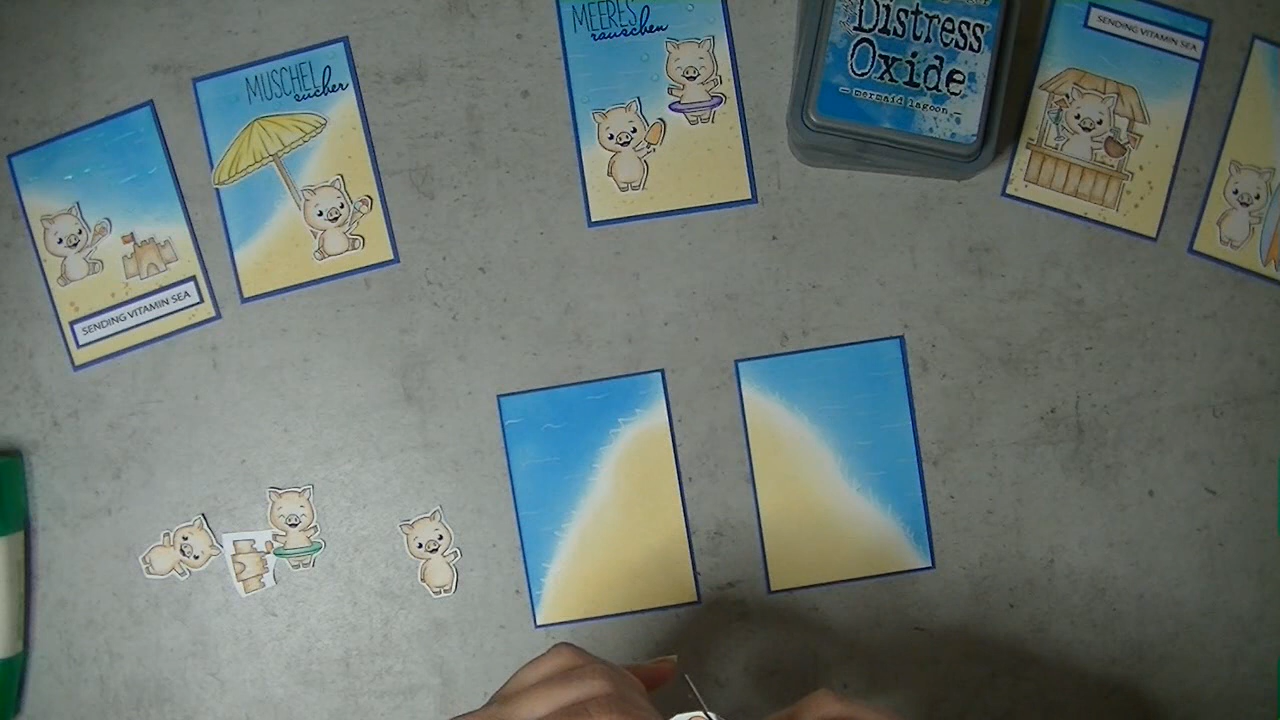 MUSCHEL
sucher
SENDING VITAMIN SEA
MEERES
rauschen
Distress
Oxide
- mermaid lagoon -
SENDING VITAMIN SEA